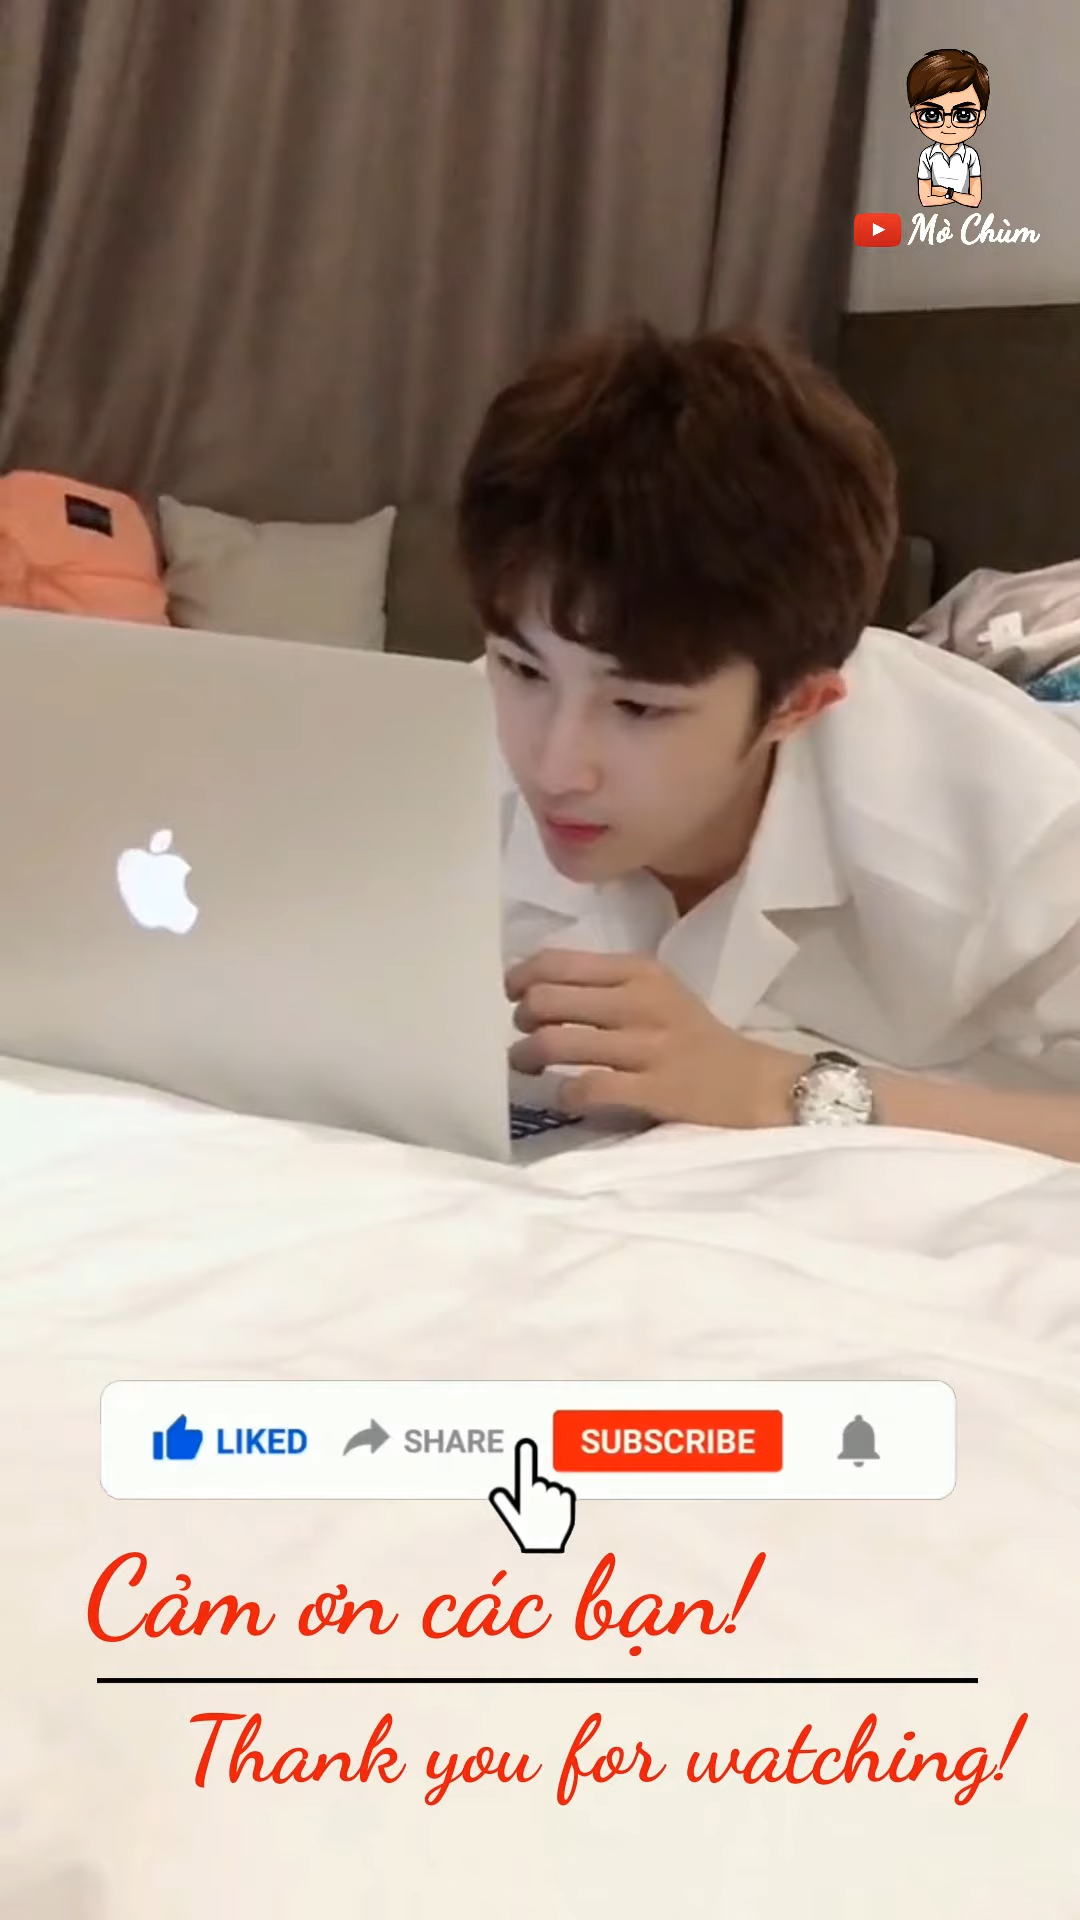 Mò Chùm
LIKED SHARE SUBSCRIBE
Cảm ơn các bạn!
Thank you for watching!